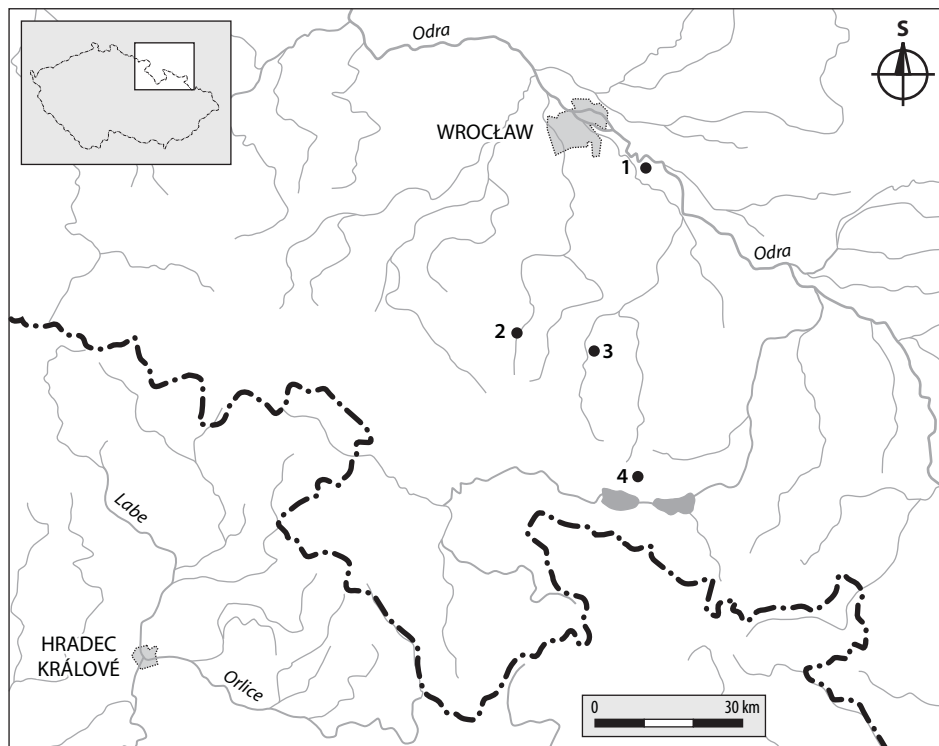 Odra
S
WROCŁAW
1
Odra
2
3
4
Labe
HRADEC
KRÁLOVÉ
Orlice
0
30 km